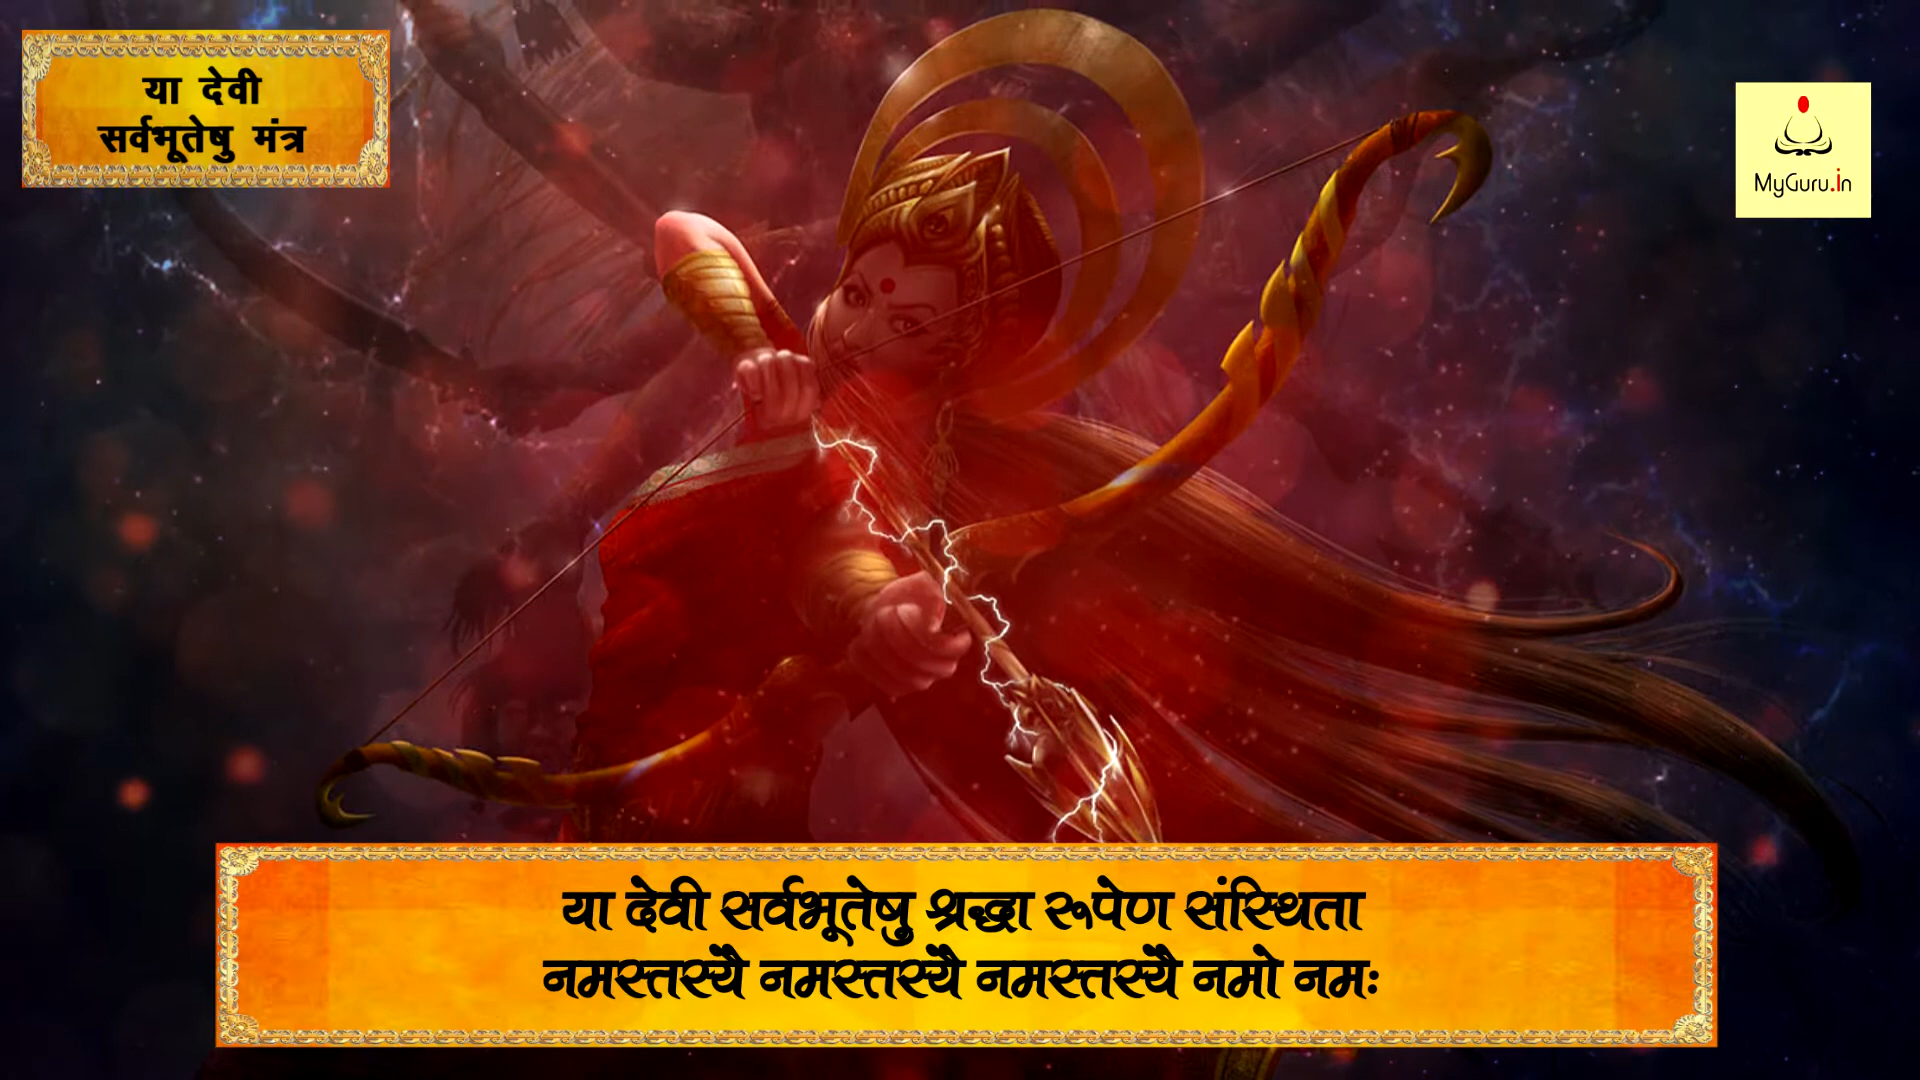 या देवी
सर्वभूतेषु मंत्र
MyGuru.in
या देवी सर्वभूतेषु श्रद्धा रूपेण संस्थिता
नमस्तस्यै नमस्तस्यै नमस्तस्यै नमो नमः